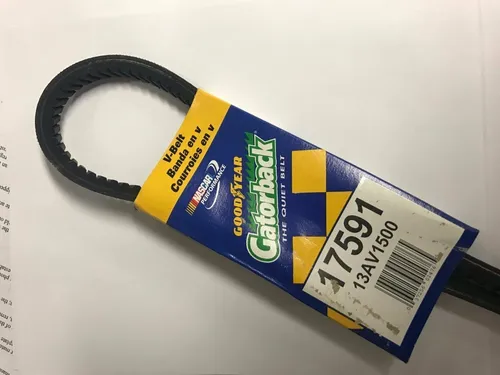 V-Belt
Banda en v
Courroies en v
NASCAR
PERFORMANCE
GOODYEAR
Gatorback
THE QUIET BELT
17591
13AV1500